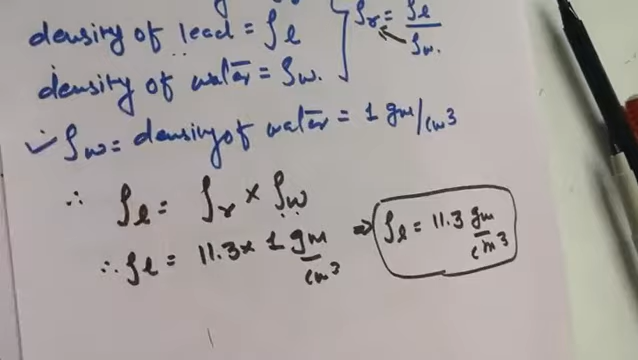 density of lead = ρl
ρr = ρl/ρw.
density of water = ρw.
✓ ρw = density of water = 1 gm/cm³
∴ ρl = ρr × ρw
∴ ρl = 11.3 × 1 gm/cm³ ⇒ ρl = 11.3 gm/cm³